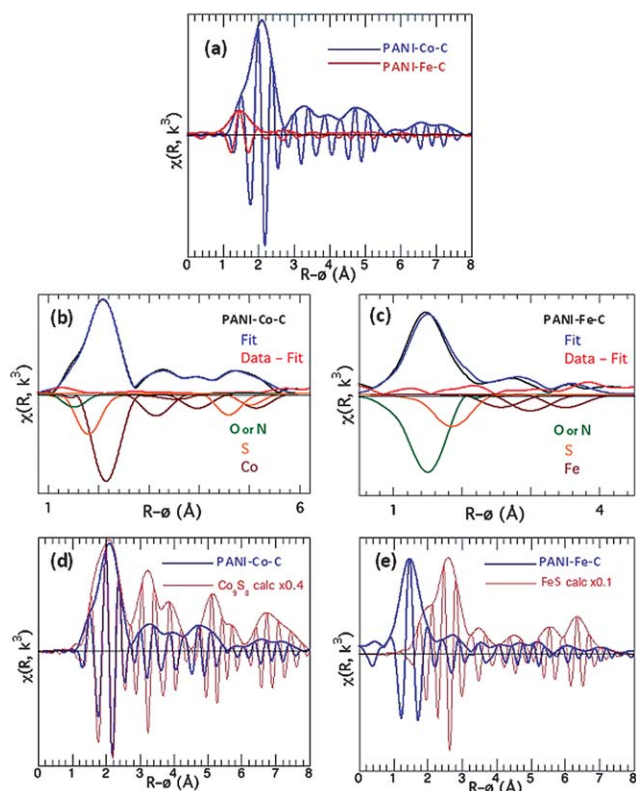 (a)
PANI-Co-C
PANI-Fe-C
χ(R, k³)
0 1 2 3 4 5 6 7 8
R–ø (Å)
(b)
PANI-Co-C
Fit
Data – Fit
χ(R, k³)
O or N
S
Co
1 6
R–ø (Å)
(c)
PANI-Fe-C
Fit
Data – Fit
χ(R, k³)
O or N
S
Fe
1 4
R–ø (Å)
(d)
PANI-Co-C
Co₉S₈ calc x0.4
χ(R, k³)
0 1 2 3 4 5 6 7 8
R–ø (Å)
(e)
PANI-Fe-C
FeS calc x0.1
χ(R, k³)
0 1 2 3 4 5 6 7 8
R–ø (Å)